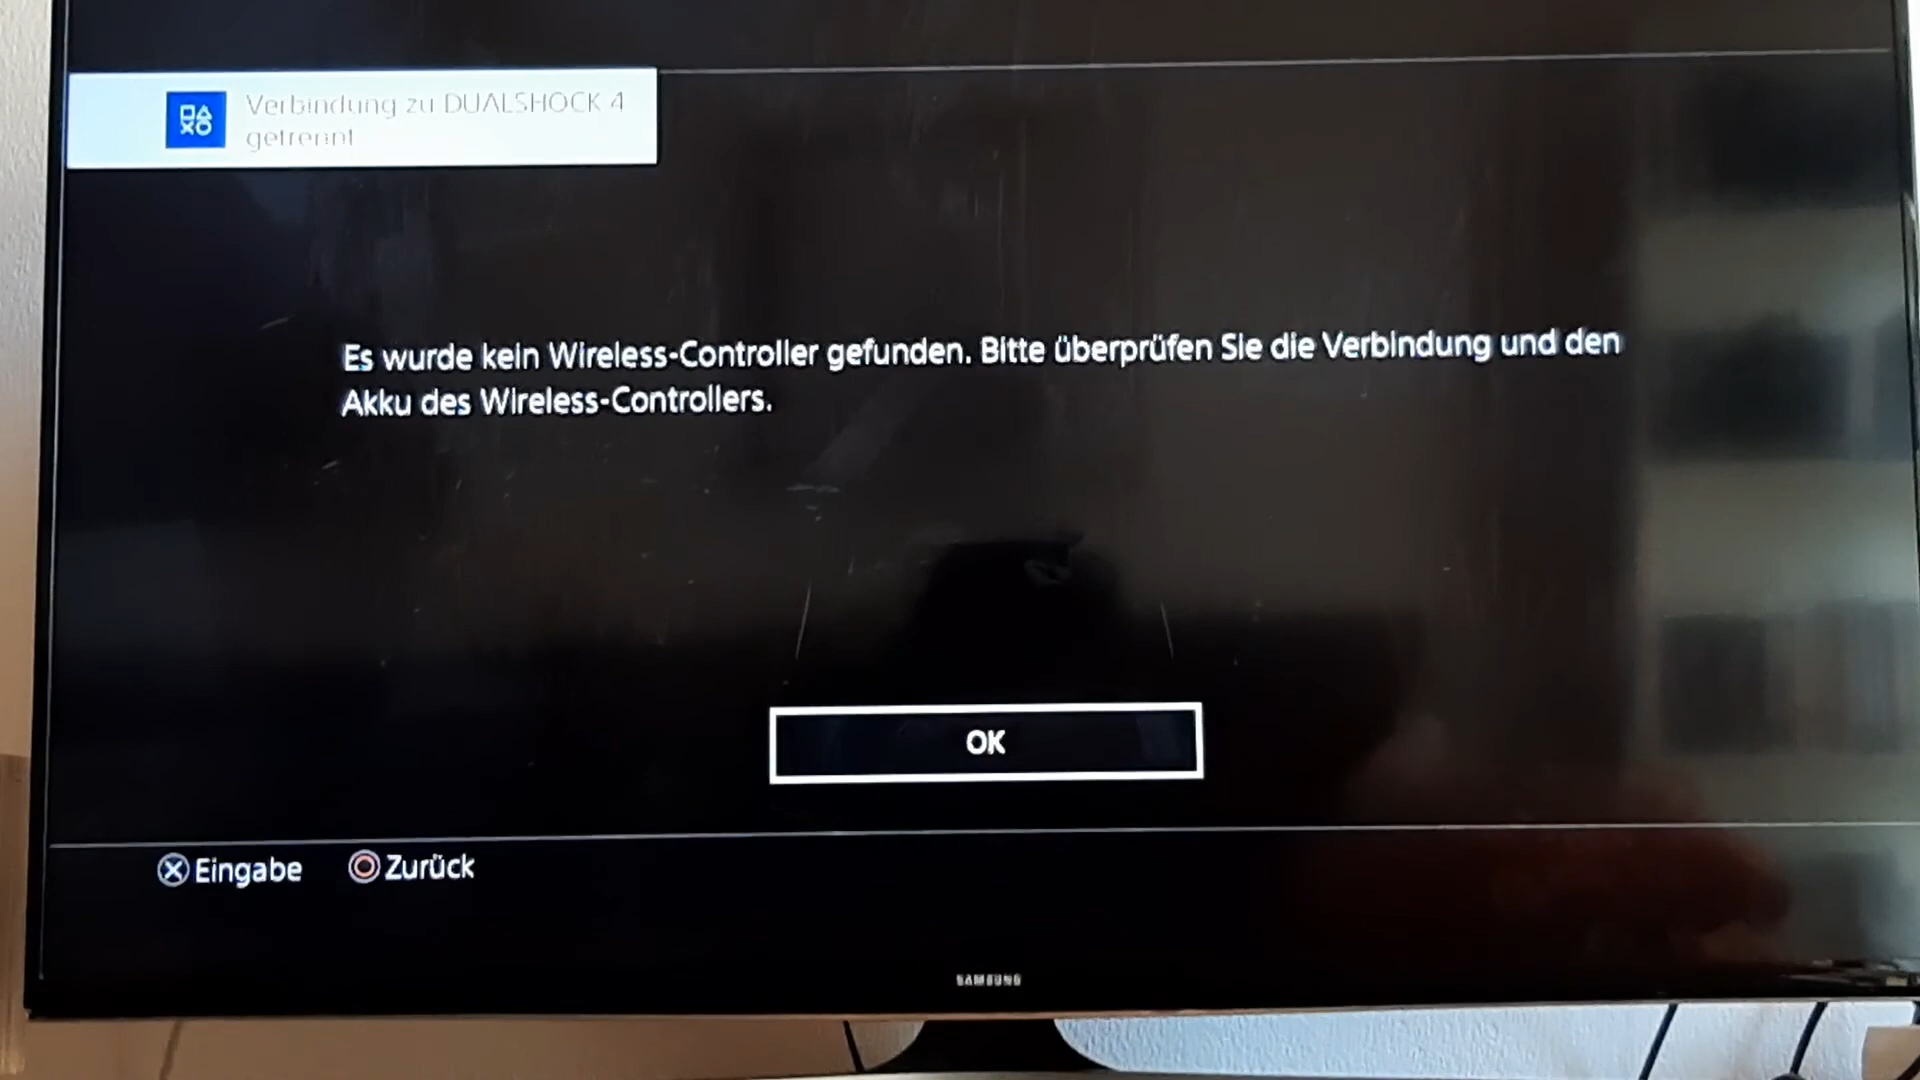 Verbindung zu DUALSHOCK 4
getrennt
Es wurde kein Wireless-Controller gefunden. Bitte überprüfen Sie die Verbindung und den
Akku des Wireless-Controllers.
OK
Eingabe Zurück
SAMSUNG